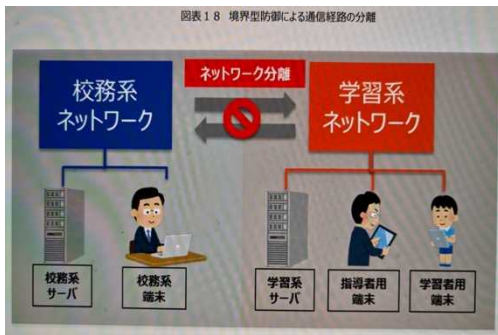 図表18 境界型防御による通信経路の分離
校務系
ネットワーク
ネットワーク分離
学習系
ネットワーク
校務系
サーバ
校務系
端末
学習系
サーバ
指導者用
端末
学習者用
端末